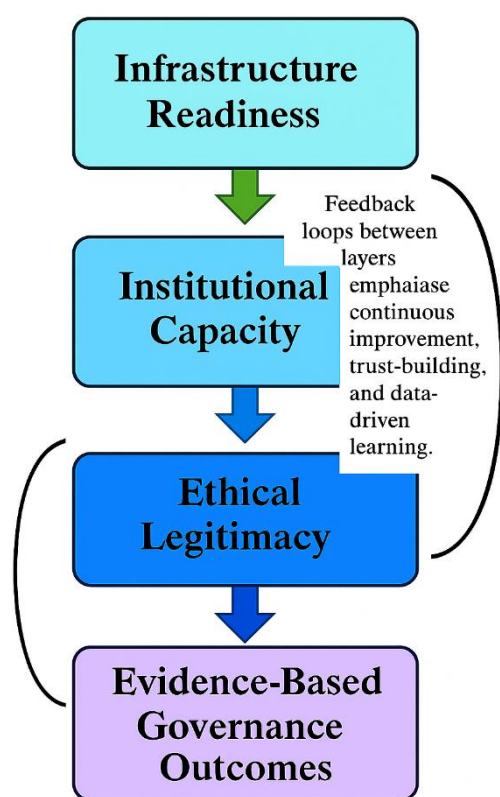 Infrastructure
Readiness
Feedback
loops between
layers
emphaiase
continuous
improvement,
trust-building,
and data-
driven
learning.
Institutional
Capacity
Ethical
Legitimacy
Evidence-Based
Governance
Outcomes